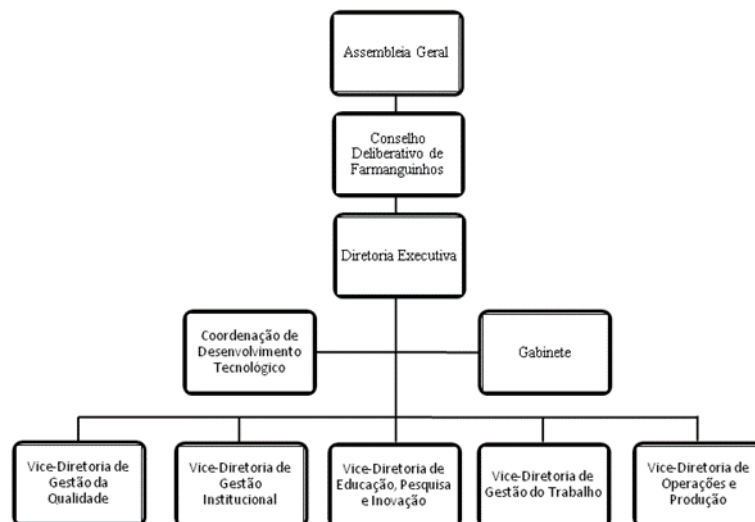 Assembleia Geral
Conselho
Deliberativo de
Farmanguinhos
Diretoria Executiva
Coordenação de
Desenvolvimento
Tecnológico
Gabinete
Vice-Diretoria de
Gestão da
Qualidade
Vice-Diretoria de
Gestão
Institucional
Vice-Diretoria de
Educação, Pesquisa
e Inovação
Vice-Diretoria de
Gestão do Trabalho
Vice-Diretoria de
Operações e
Produção